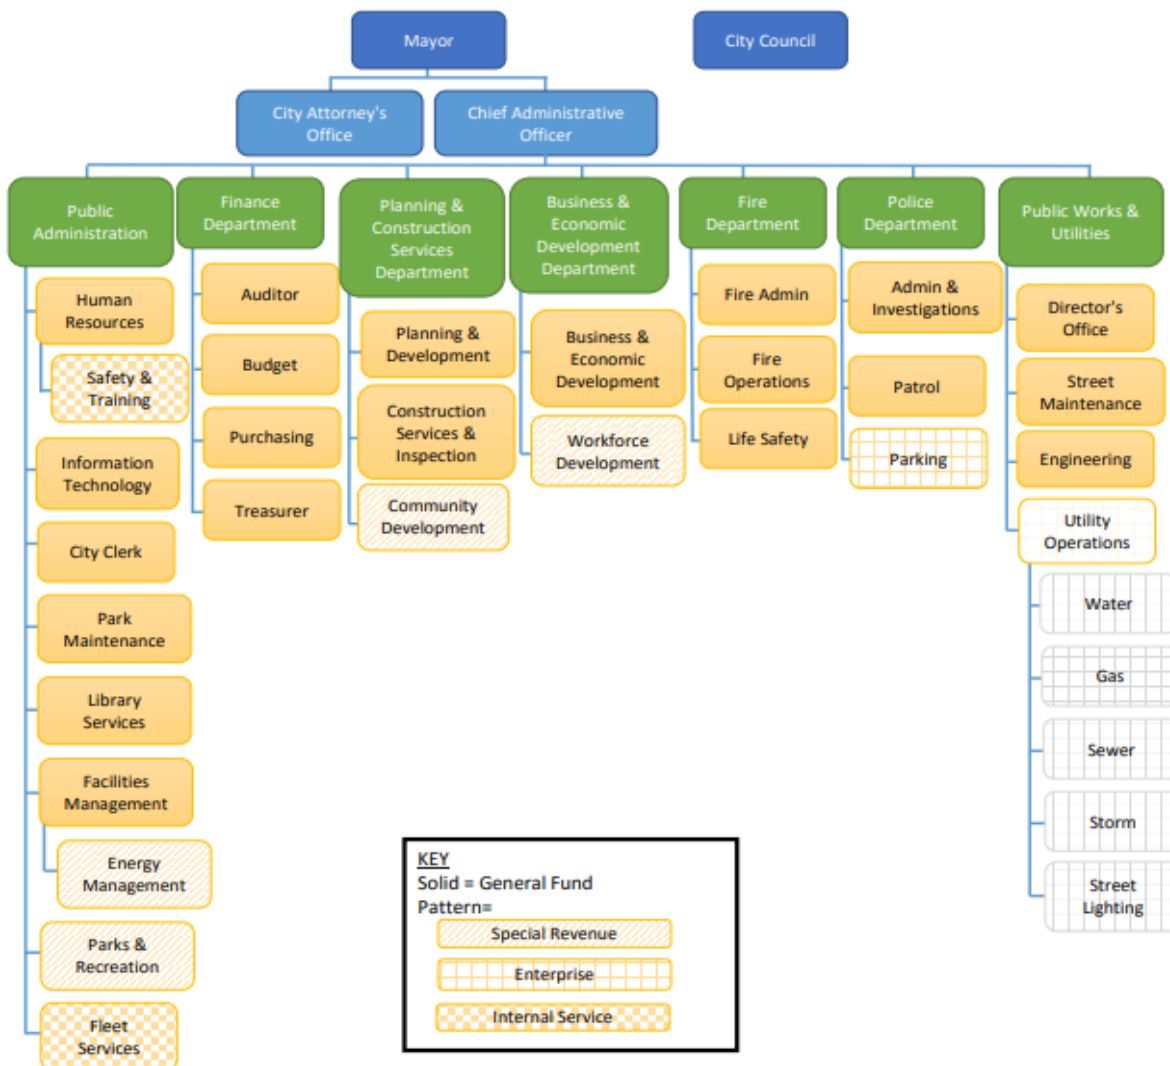 Mayor
City Council
City Attorney's
Office
Chief Administrative
Officer
Public
Administration
Human
Resources
Safety &
Training
Information
Technology
City Clerk
Park
Maintenance
Library
Services
Facilities
Management
Energy
Management
Parks &
Recreation
Fleet
Services
Finance
Department
Auditor
Budget
Purchasing
Treasurer
Planning &
Construction
Services
Department
Planning &
Development
Construction
Services &
Inspection
Community
Development
Business &
Economic
Development
Department
Business &
Economic
Development
Workforce
Development
Fire
Department
Fire Admin
Fire
Operations
Life Safety
Police
Department
Admin &
Investigations
Patrol
Parking
Public Works &
Utilities
Director's
Office
Street
Maintenance
Engineering
Utility
Operations
Water
Gas
Sewer
Storm
Street
Lighting
KEY
Solid = General Fund
Pattern=
Special Revenue
Enterprise
Internal Service